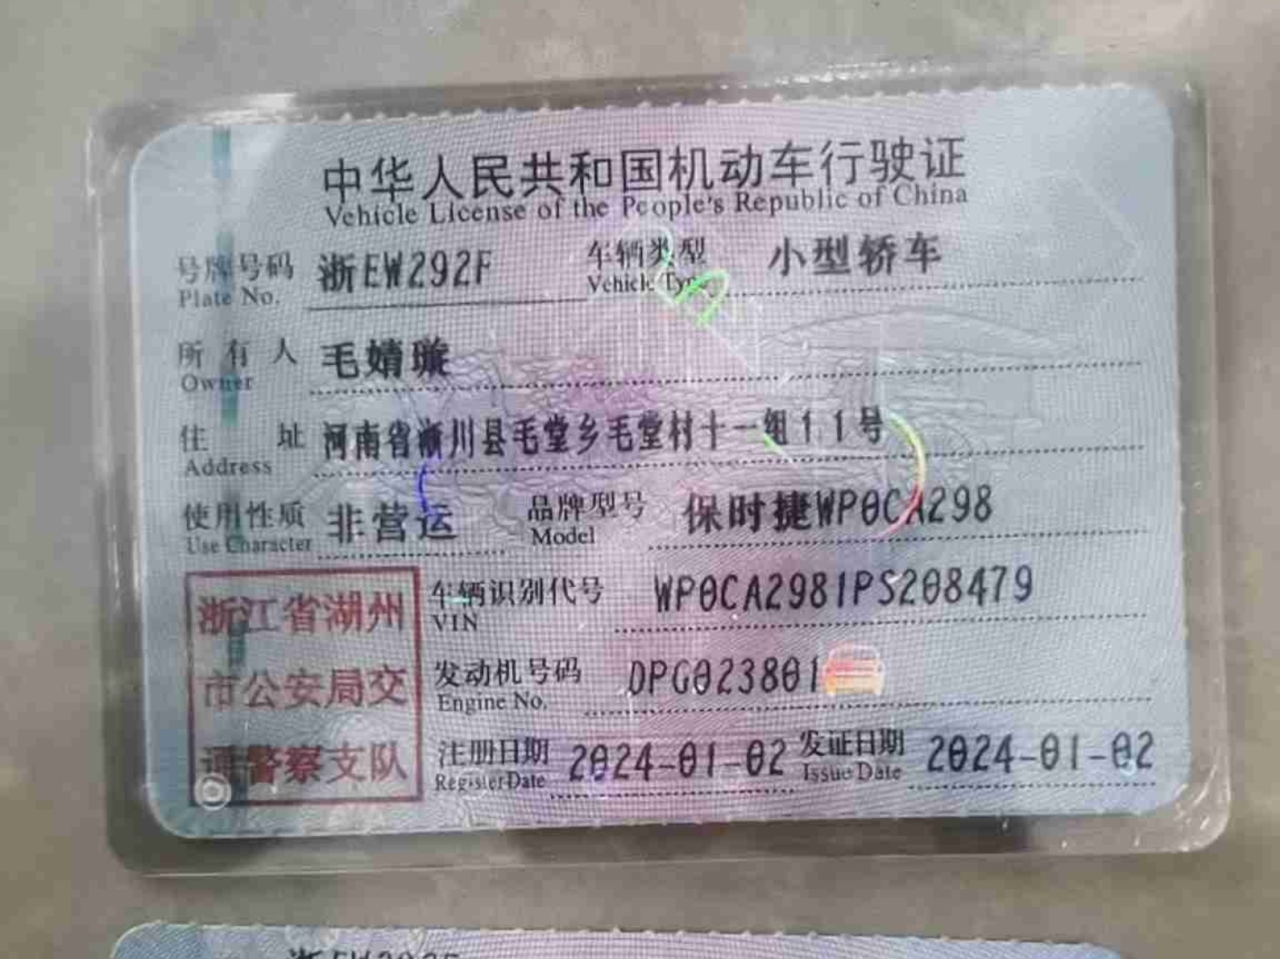 中华人民共和国机动车行驶证
Vehicle License of the People's Republic of China
号牌号码 浙EW292F 车辆类型 小型轿车
Plate No. Vehicle Type
所有人 毛婧璇
Owner
住址 河南省淅川县毛堂乡毛堂村十一组11号
Address
使用性质 非营运 品牌型号 保时捷WP0CA298
Use Character Model
浙江省湖州
市公安局交
通警察支队
车辆识别代号 WP0CA2981PS208479
VIN
发动机号码 DPG023801
Engine No.
注册日期 2024-01-02 发证日期 2024-01-02
Register Date Issue Date